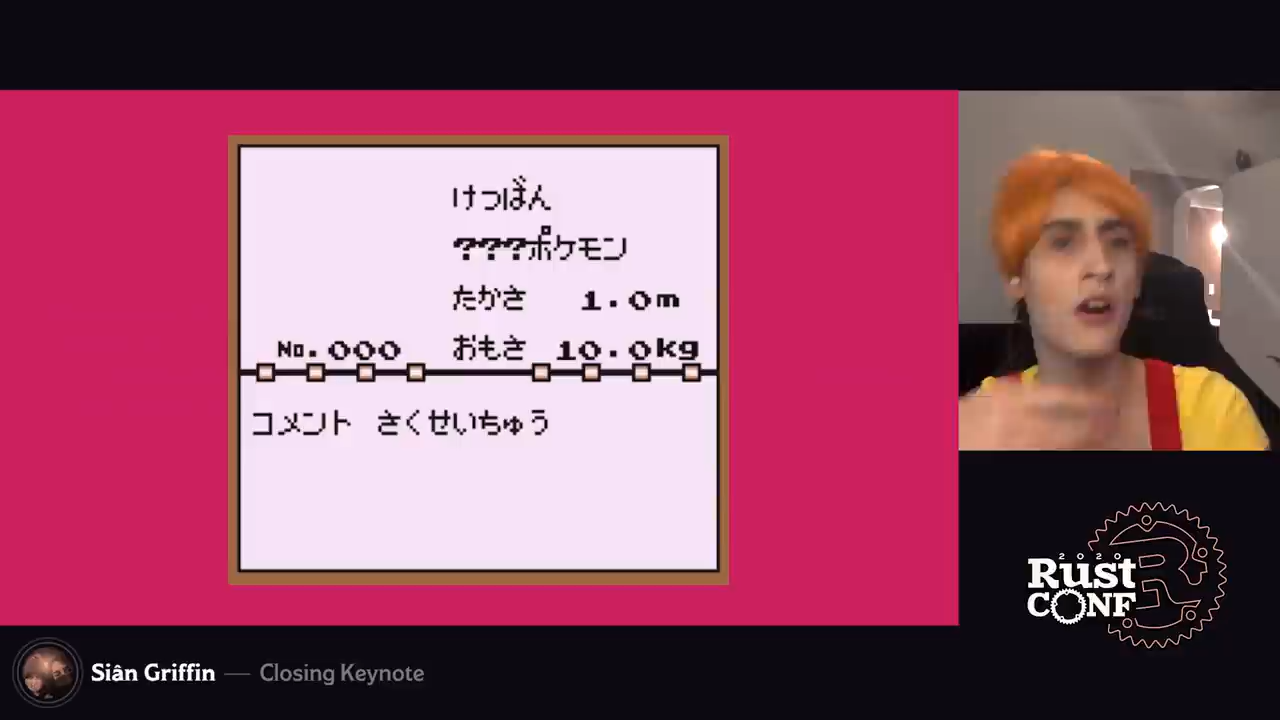 けつばん
???ポケモン
たかさ 1.0m
No.000 おもさ 10.0kg
コメント さくせいちゅう
2020
Rust
CONF
R
Siân Griffin — Closing Keynote